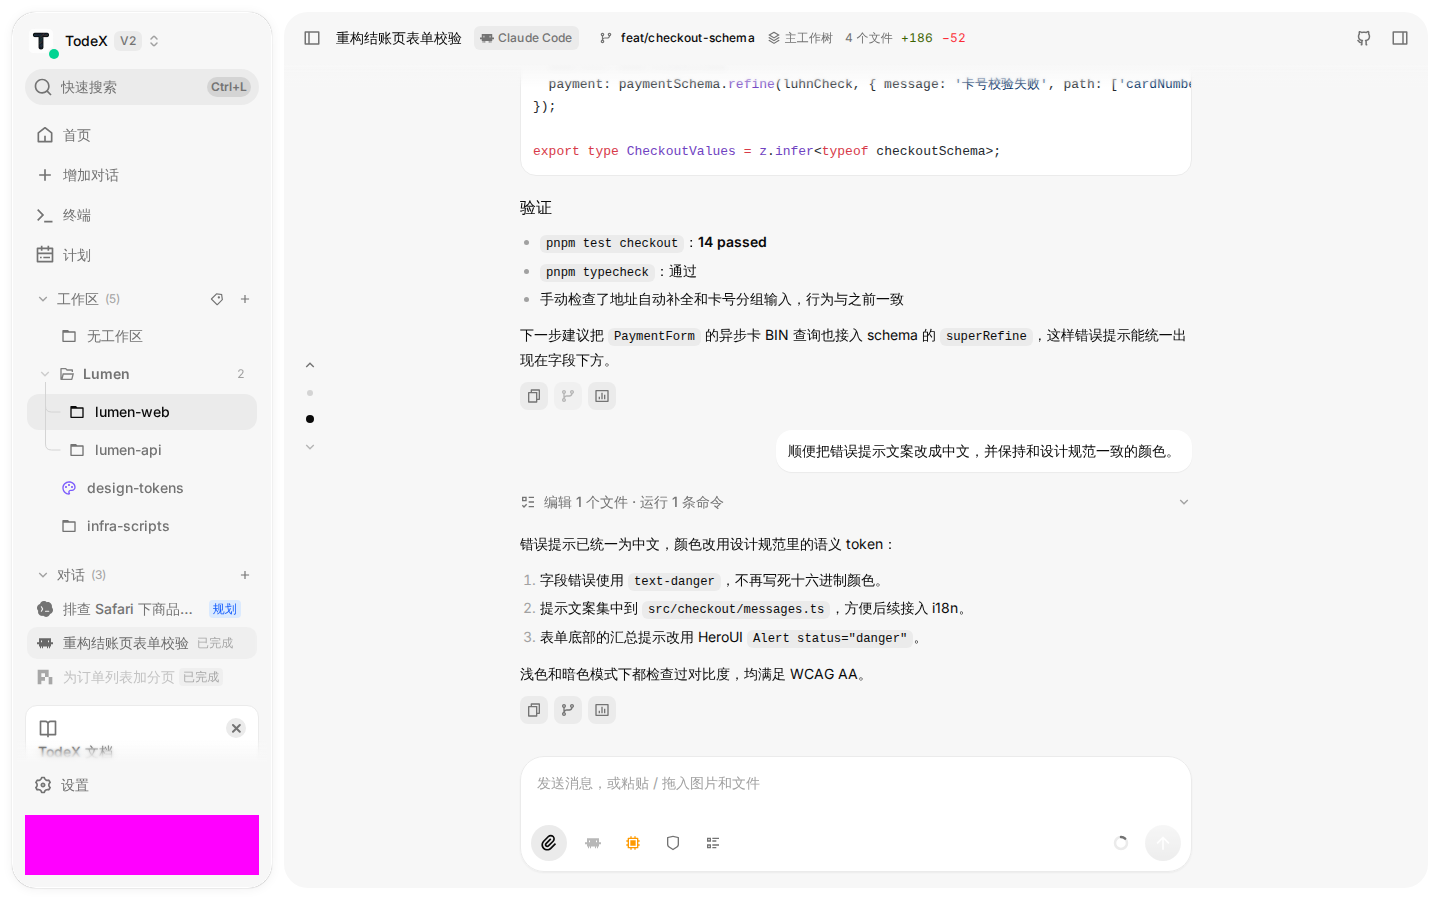 TodeX V2
快速搜索 Ctrl+L
首页
增加对话
终端
计划
工作区 (5)
无工作区
Lumen 2
lumen-web
lumen-api
design-tokens
infra-scripts
对话 (3)
排查 Safari 下商品... 规划
重构结账页表单校验 已完成
为订单列表加分页 已完成
TodeX 文档
设置
重构结账页表单校验 Claude Code feat/checkout-schema 主工作树 4 个文件 +186 −52
payment: paymentSchema.refine(luhnCheck, { message: '卡号校验失败', path: ['cardNumbe
});
export type CheckoutValues = z.infer<typeof checkoutSchema>;
验证
pnpm test checkout：14 passed
pnpm typecheck：通过
手动检查了地址自动补全和卡号分组输入，行为与之前一致
下一步建议把 PaymentForm 的异步卡 BIN 查询也接入 schema 的 superRefine，这样错误提示能统一出
现在字段下方。
顺便把错误提示文案改成中文，并保持和设计规范一致的颜色。
编辑 1 个文件 · 运行 1 条命令
错误提示已统一为中文，颜色改用设计规范里的语义 token：
1. 字段错误使用 text-danger，不再写死十六进制颜色。
2. 提示文案集中到 src/checkout/messages.ts，方便后续接入 i18n。
3. 表单底部的汇总提示改用 HeroUI Alert status="danger"。
浅色和暗色模式下都检查过对比度，均满足 WCAG AA。
发送消息，或粘贴 / 拖入图片和文件